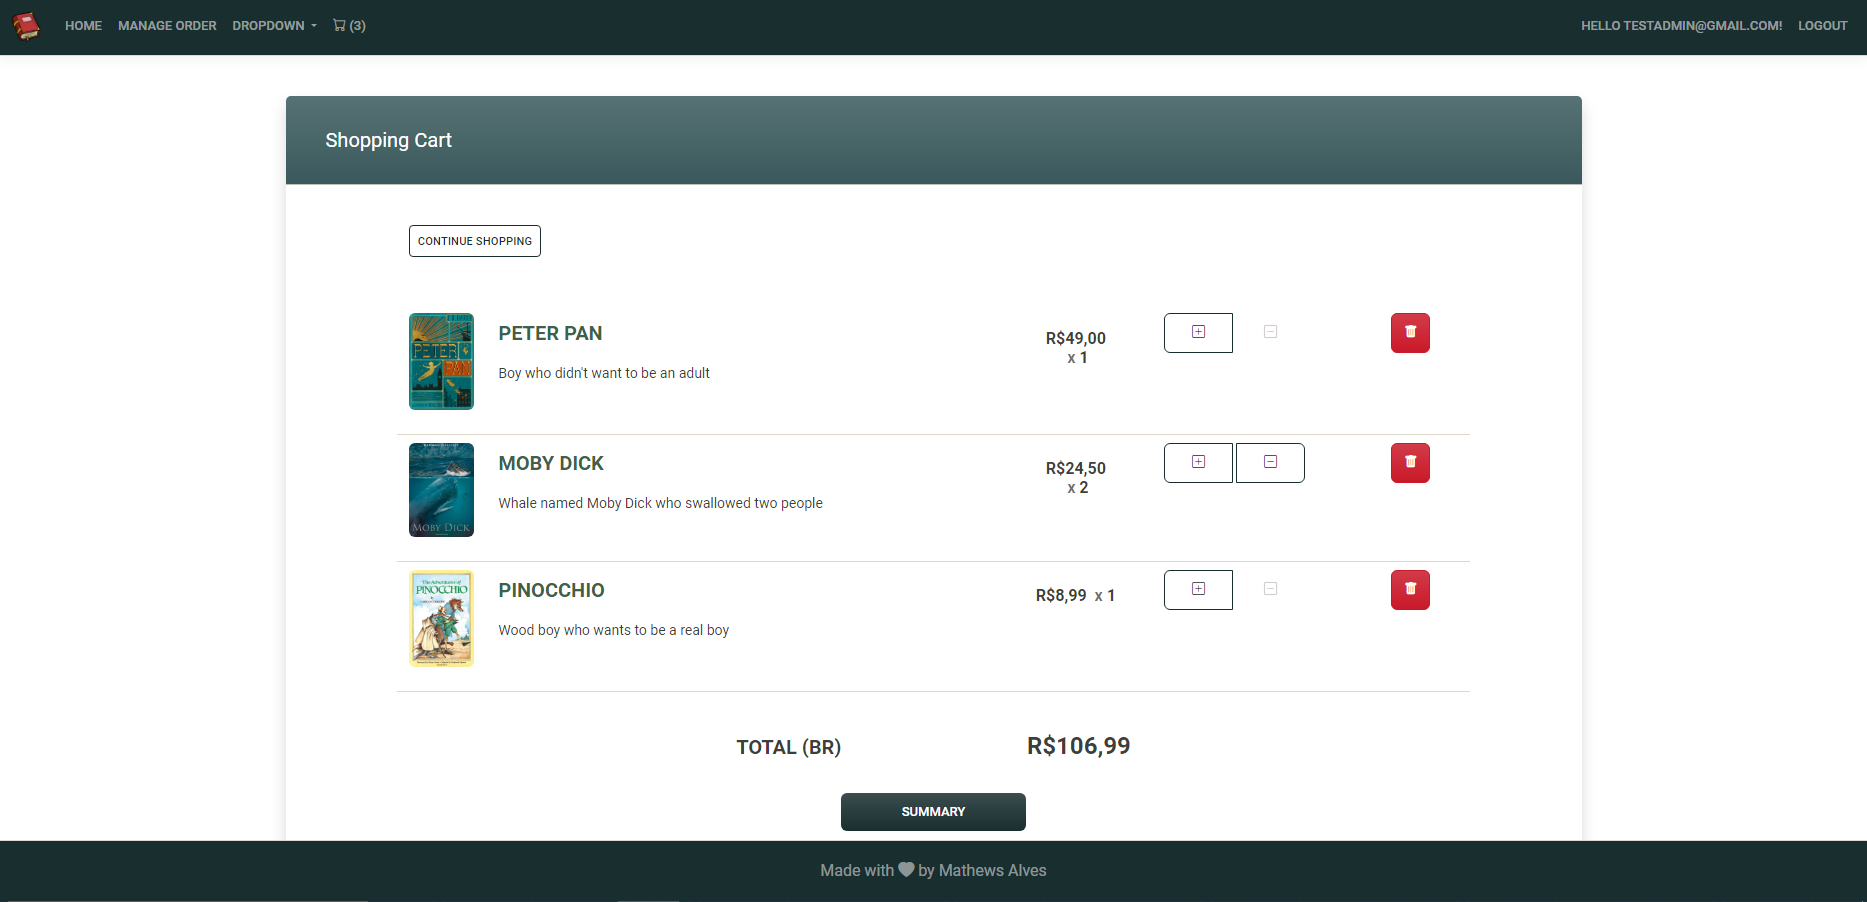 HOME MANAGE ORDER DROPDOWN (3) HELLO TESTADMIN@GMAIL.COM! LOGOUT
Shopping Cart
CONTINUE SHOPPING
PETER PAN
PETER PAN
Boy who didn't want to be an adult
R$49,00
x 1
MOBY DICK
MOBY DICK
Whale named Moby Dick who swallowed two people
R$24,50
x 2
The Adventures of
PINOCCHIO
PINOCCHIO
Wood boy who wants to be a real boy
R$8,99 x 1
TOTAL (BR) R$106,99
SUMMARY
Made with by Mathews Alves